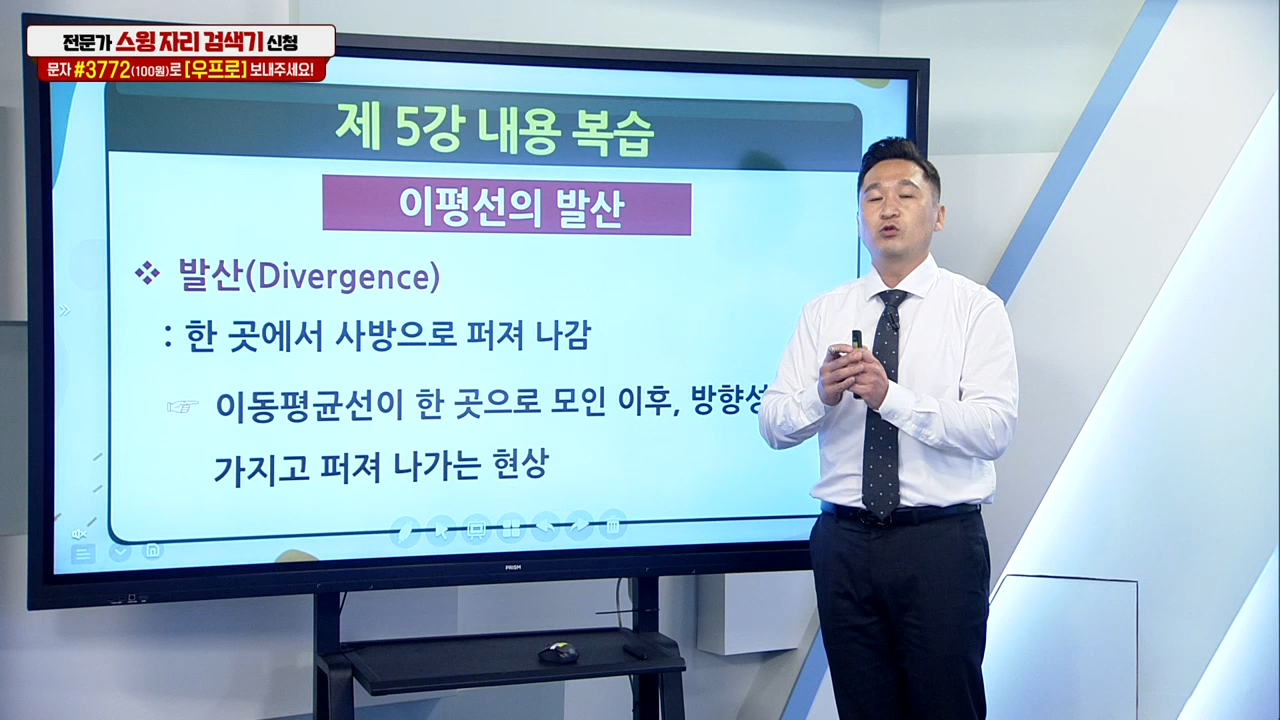 전문가 스윙 자리 검색기 신청
문자 #3772(100원)로 [우프로] 보내주세요!
제 5강 내용 복습
이평선의 발산
❖ 발산(Divergence)
: 한 곳에서 사방으로 퍼져 나감
☞ 이동평균선이 한 곳으로 모인 이후, 방향성
가지고 퍼져 나가는 현상
PRISM